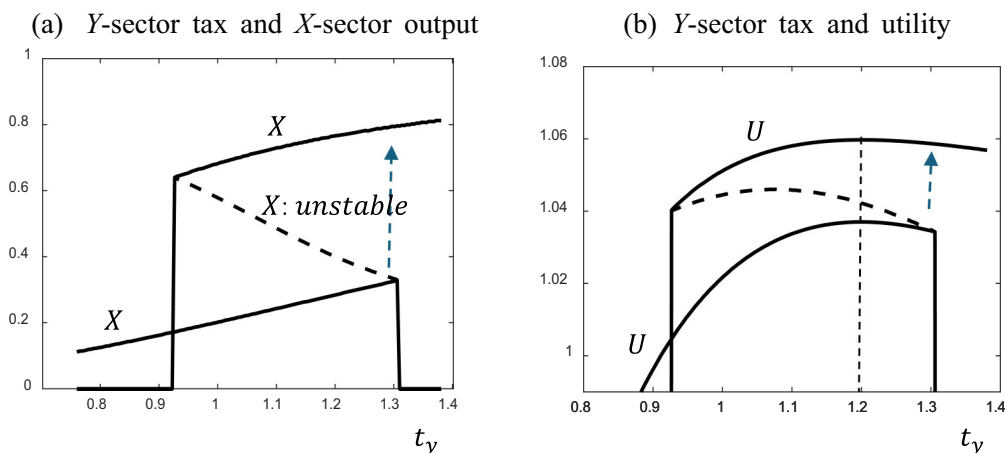 (a) Y-sector tax and X-sector output
1
0.8
0.6
0.4
0.2
0
0.8 0.9 1 1.1 1.2 1.3 1.4
X
X: unstable
X
t_y
(b) Y-sector tax and utility
1.08
1.06
1.04
1.02
1
0.8 0.9 1 1.1 1.2 1.3 1.4
U
U
t_y